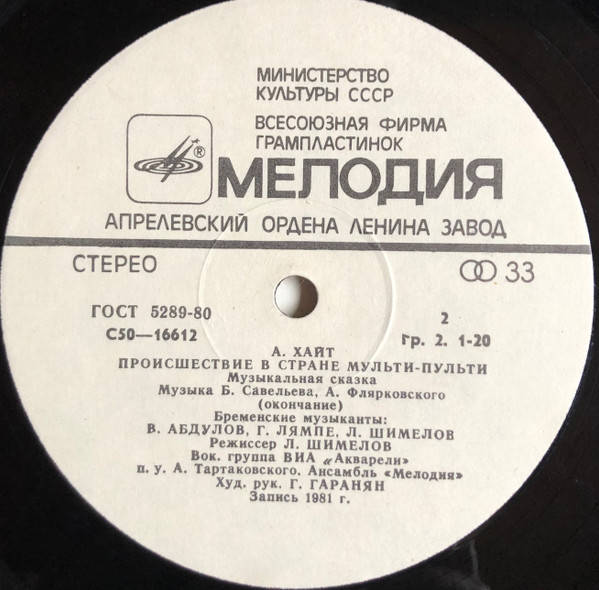 МИНИСТЕРСТВО
КУЛЬТУРЫ СССР
ВСЕСОЮЗНАЯ ФИРМА
ГРАМПЛАСТИНОК
® МЕЛОДИЯ
АПРЕЛЕВСКИЙ ОРДЕНА ЛЕНИНА ЗАВОД
СТЕРЕО 33
ГОСТ 5289-80 2
С50—16612 Гр. 2. 1-20
А. ХАЙТ
ПРОИСШЕСТВИЕ В СТРАНЕ МУЛЬТИ-ПУЛЬТИ
Музыкальная сказка
Музыка Б. Савельева, А. Флярковского
(окончание)
Бременские музыканты:
В. АБДУЛОВ, Г. ЛЯМПЕ, Л. ШИМЕЛОВ
Режиссер Л. ШИМЕЛОВ
Вок. группа ВИА „Акварели”
п. у. А. Тартаковского. Ансамбль «Мелодия»
Худ. рук. Г. ГАРАНЯН
Запись 1981 г.